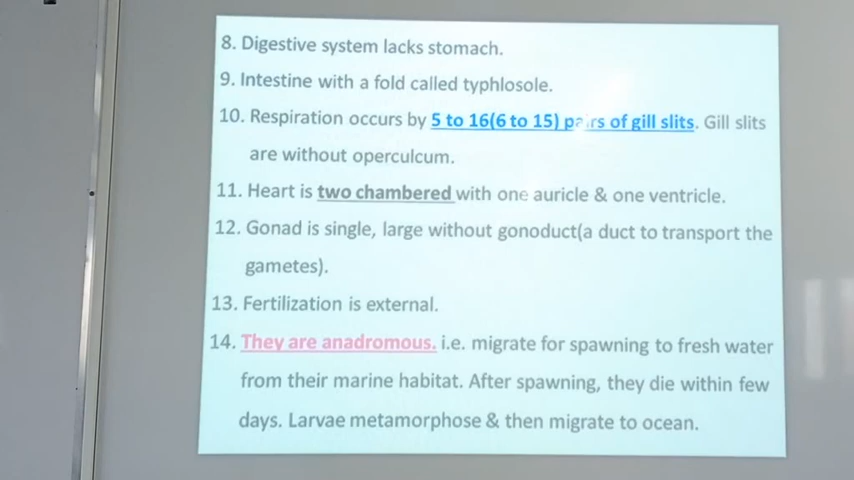 8. Digestive system lacks stomach.
9. Intestine with a fold called typhlosole.
10. Respiration occurs by 5 to 16(6 to 15) pairs of gill slits. Gill slits
are without operculcum.
11. Heart is two chambered with one auricle & one ventricle.
12. Gonad is single, large without gonoduct(a duct to transport the
gametes).
13. Fertilization is external.
14. They are anadromous. i.e. migrate for spawning to fresh water
from their marine habitat. After spawning, they die within few
days. Larvae metamorphose & then migrate to ocean.